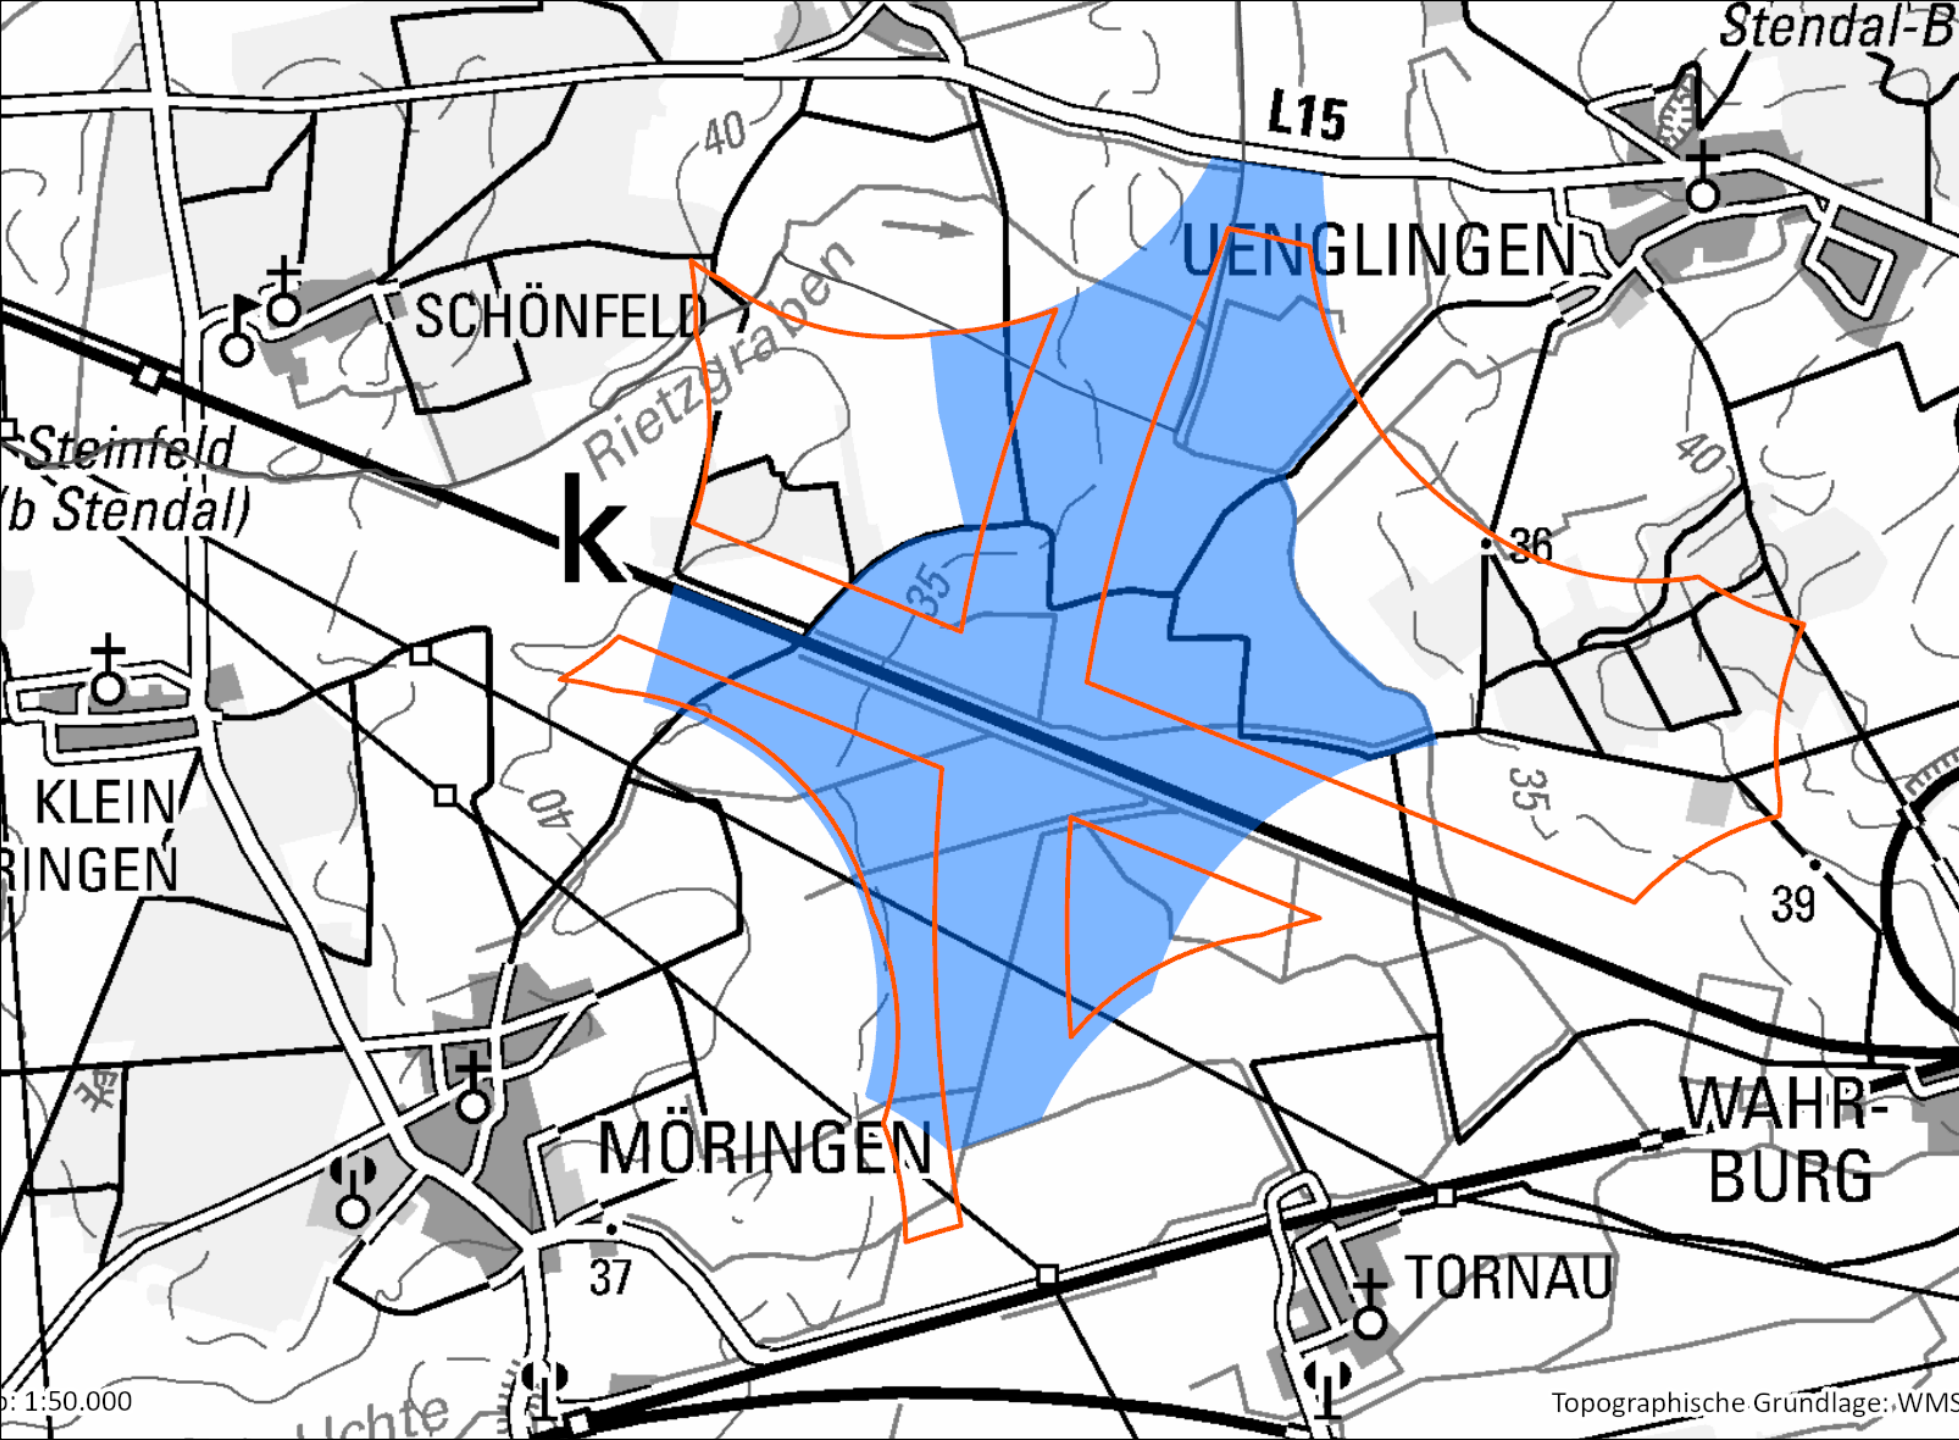 Stendal-B
L15
40
UENGLINGEN
SCHÖNFELD
Rietzgraben
Steinfeld
(b Stendal)
k
40
36
35
KLEIN
RINGEN
40
35
39
WAHR-
BURG
MÖRINGEN
37
TORNAU
: 1:50.000
Uchte
Topographische Grundlage: WMS